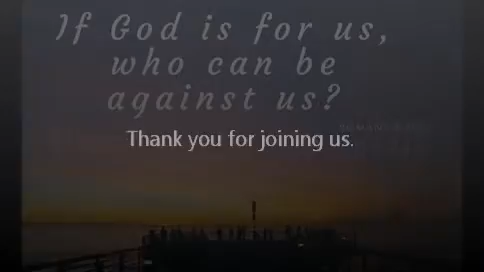 If God is for us,
who can be
against us?
Thank you for joining us.